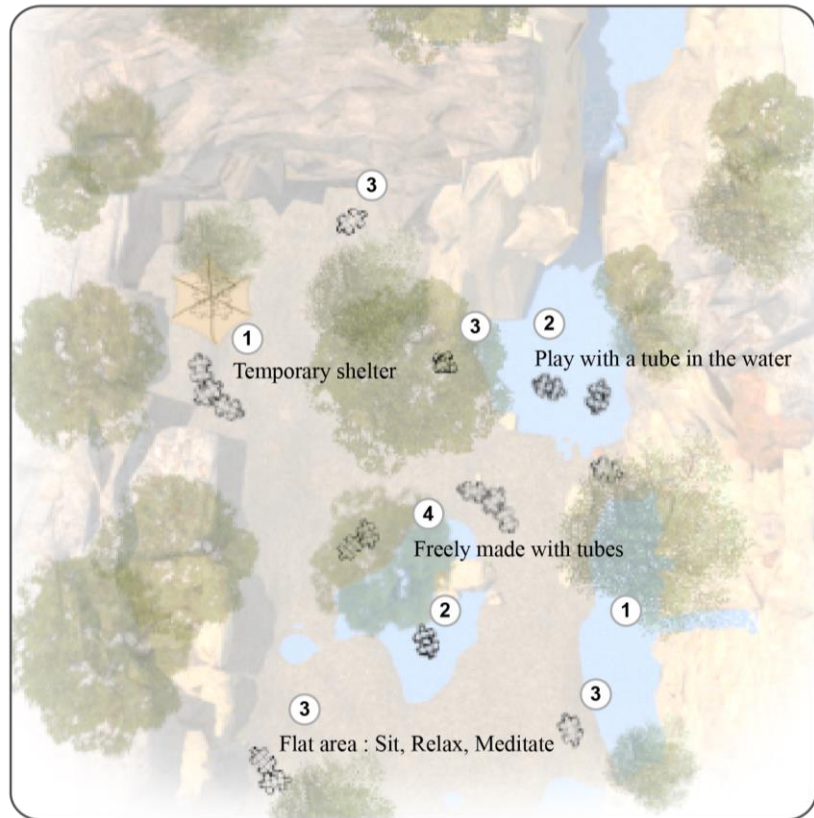 3
1
Temporary shelter
3
2
Play with a tube in the water
4
Freely made with tubes
2
1
3
Flat area : Sit, Relax, Meditate
3